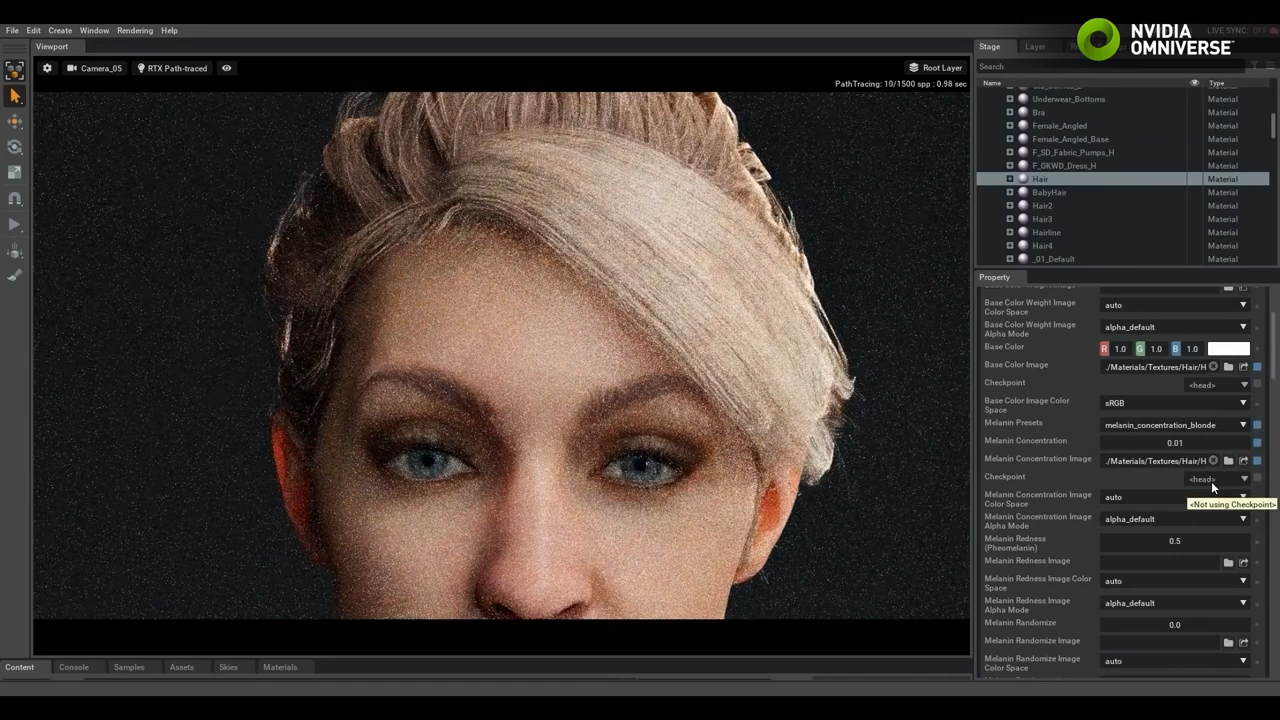 NVIDIA
OMNIVERSE
LIVE SYNC: OFF
File Edit Create Window Rendering Help
Viewport
Stage Layer
Camera_05 RTX Path-traced
Root Layer
PathTracing: 10/1500 spp : 0.98 sec
Search
Name Type
Underwear_Bottoms Material
Bra Material
Female_Angled Material
Female_Angled_Base Material
F_SD_Fabric_Pumps_H Material
F_GKWD_Dress_H Material
Hair Material
BabyHair Material
Hair2 Material
Hair3 Material
Hairline Material
Hair4 Material
_01_Default Material
Property
Base Color Weight Image
Color Space auto
Base Color Weight Image
Alpha Mode alpha_default
Base Color R 1.0 G 1.0 B 1.0
Base Color Image ./Materials/Textures/Hair/H
Checkpoint <head>
Base Color Image Color
Space sRGB
Melanin Presets melanin_concentration_blonde
Melanin Concentration 0.01
Melanin Concentration Image ./Materials/Textures/Hair/H
Checkpoint <head>
<Not using Checkpoint>
Melanin Concentration Image
Color Space auto
Melanin Concentration Image
Alpha Mode alpha_default
Melanin Redness
(Pheomelanin) 0.5
Melanin Redness Image
Melanin Redness Image Color
Space auto
Melanin Redness Image
Alpha Mode alpha_default
Melanin Randomize 0.0
Melanin Randomize Image
Melanin Randomize Image
Color Space auto
Content Console Samples Assets Skies Materials